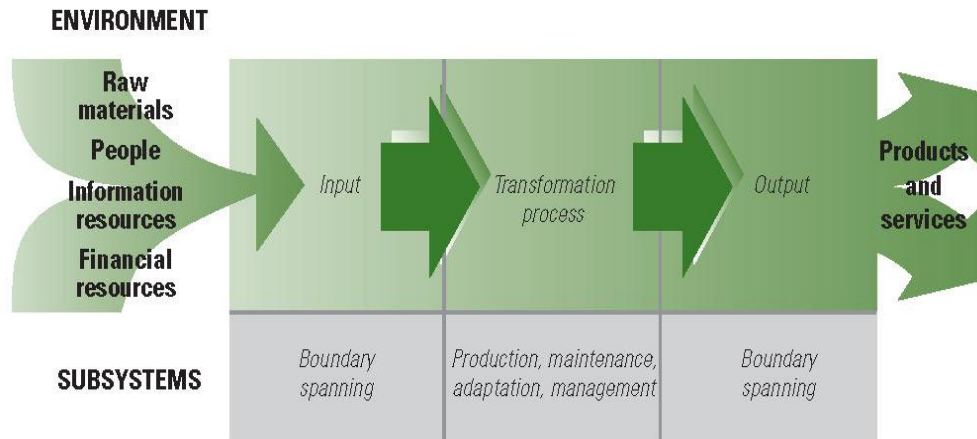 ENVIRONMENT
Raw
materials
People
Information
resources
Financial
resources
Input
Transformation
process
Output
Products
and
services
SUBSYSTEMS
Boundary
spanning
Production, maintenance,
adaptation, management
Boundary
spanning